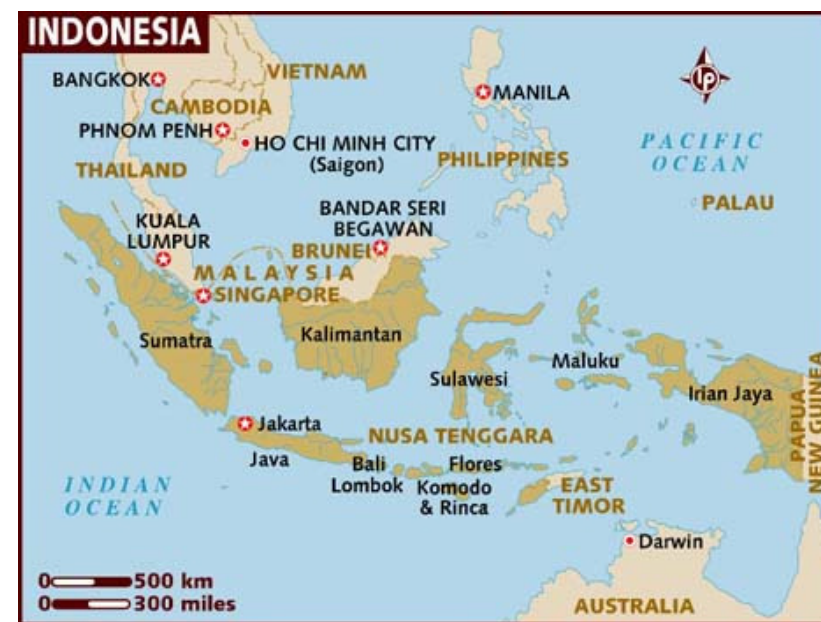 INDONESIA
BANGKOK
VIETNAM
MANILA
CAMBODIA
PHNOM PENH
HO CHI MINH CITY
(Saigon)
PHILIPPINES
THAILAND
PACIFIC
OCEAN
lp
PALAU
KUALA
LUMPUR
BANDAR SERI
BEGAWAN
BRUNEI
MALAYSIA
SINGAPORE
Sumatra
Kalimantan
Sulawesi
Maluku
Irian Jaya
PAPUA
NEW GUINEA
Jakarta
Java
NUSA TENGGARA
Bali
Lombok
Flores
Komodo
& Rinca
EAST
TIMOR
INDIAN
OCEAN
Darwin
AUSTRALIA
0 500 km
0 300 miles